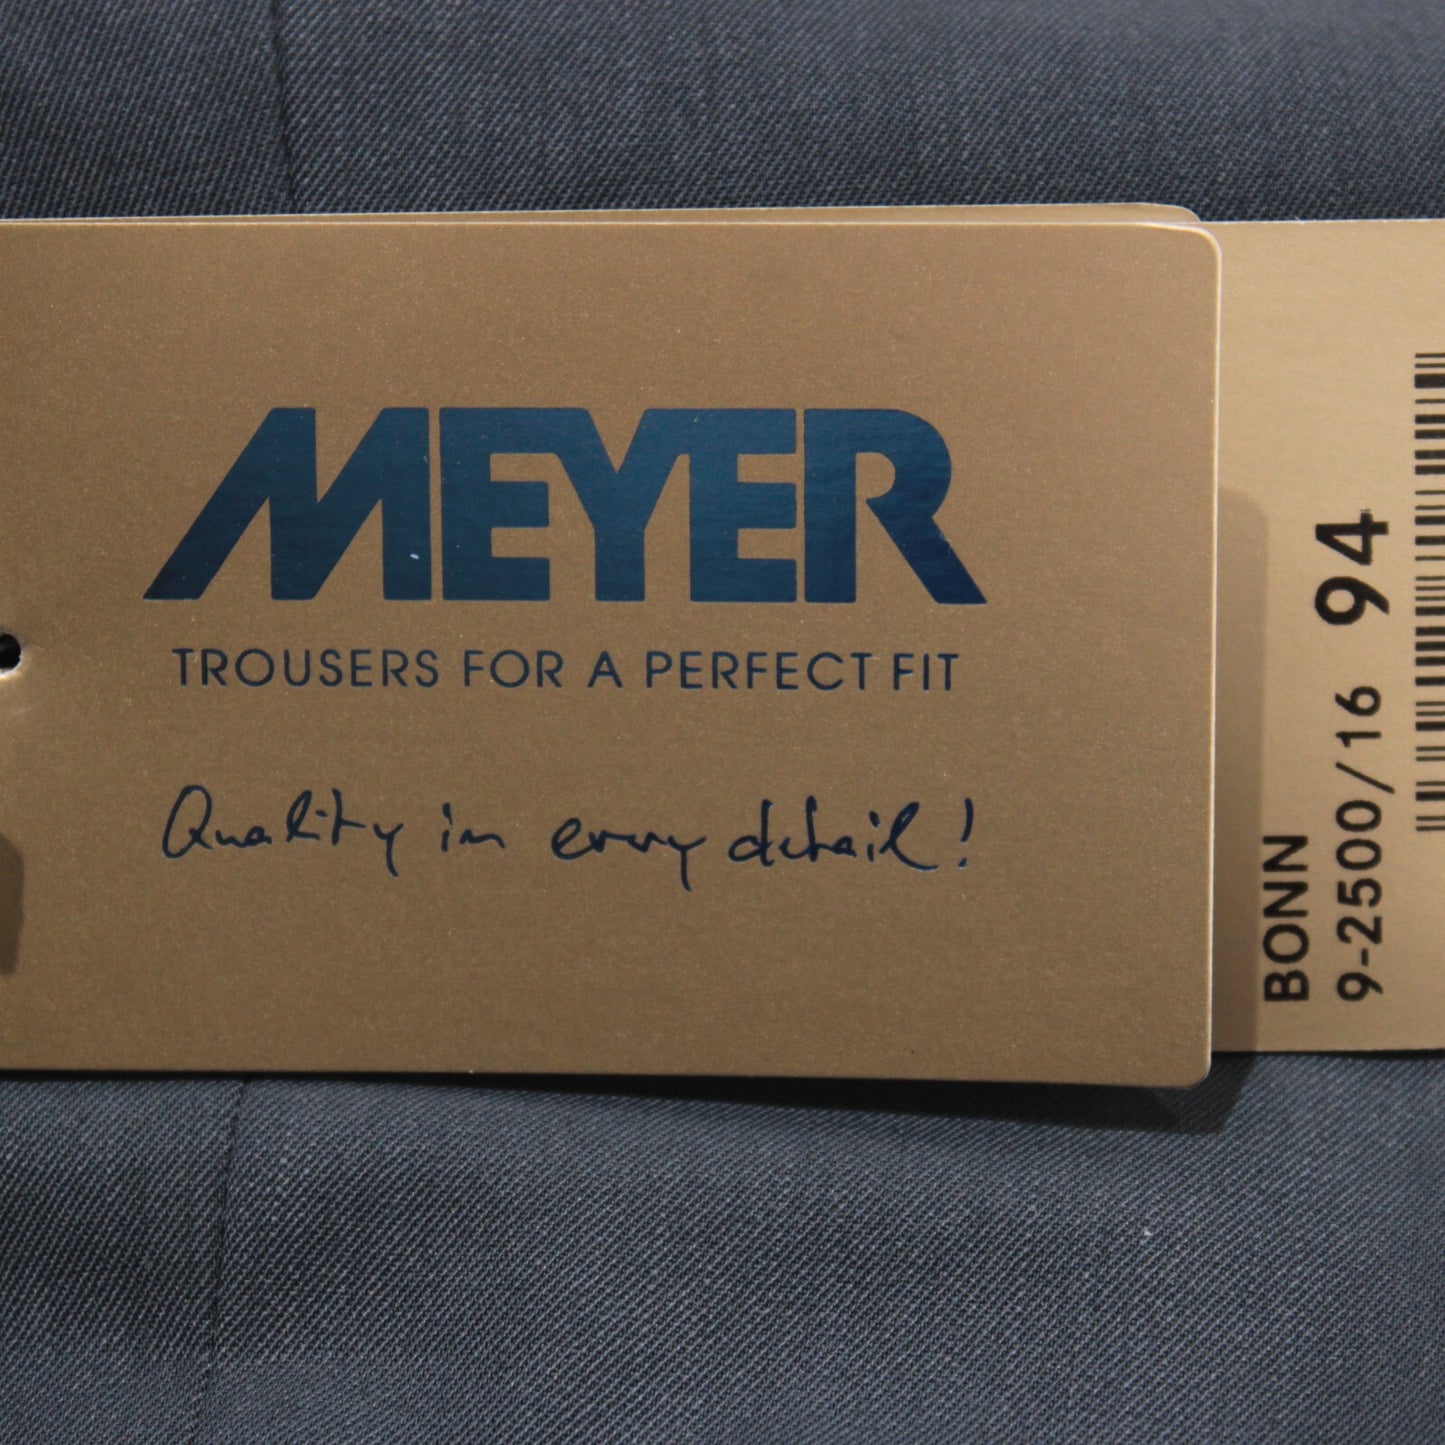 MEYER
TROUSERS FOR A PERFECT FIT
Quality in every detail!
BONN
9-2500/16 94